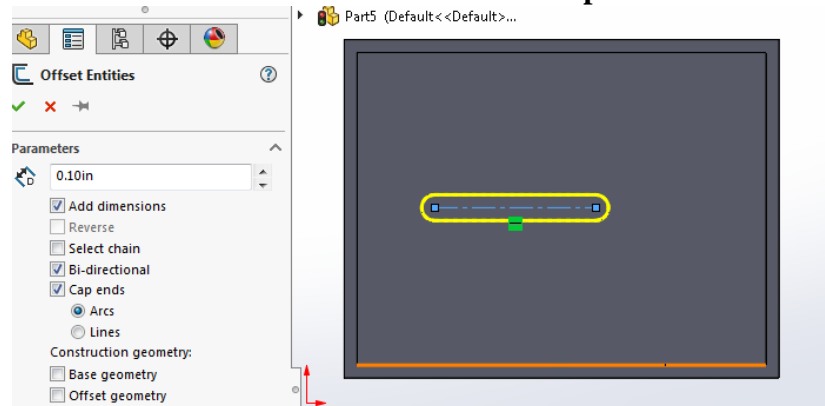 Part5 (Default<<Default>...
Offset Entities
?
Parameters
D
0.10in
Add dimensions
Reverse
Select chain
Bi-directional
Cap ends
Arcs
Lines
Construction geometry:
Base geometry
Offset geometry